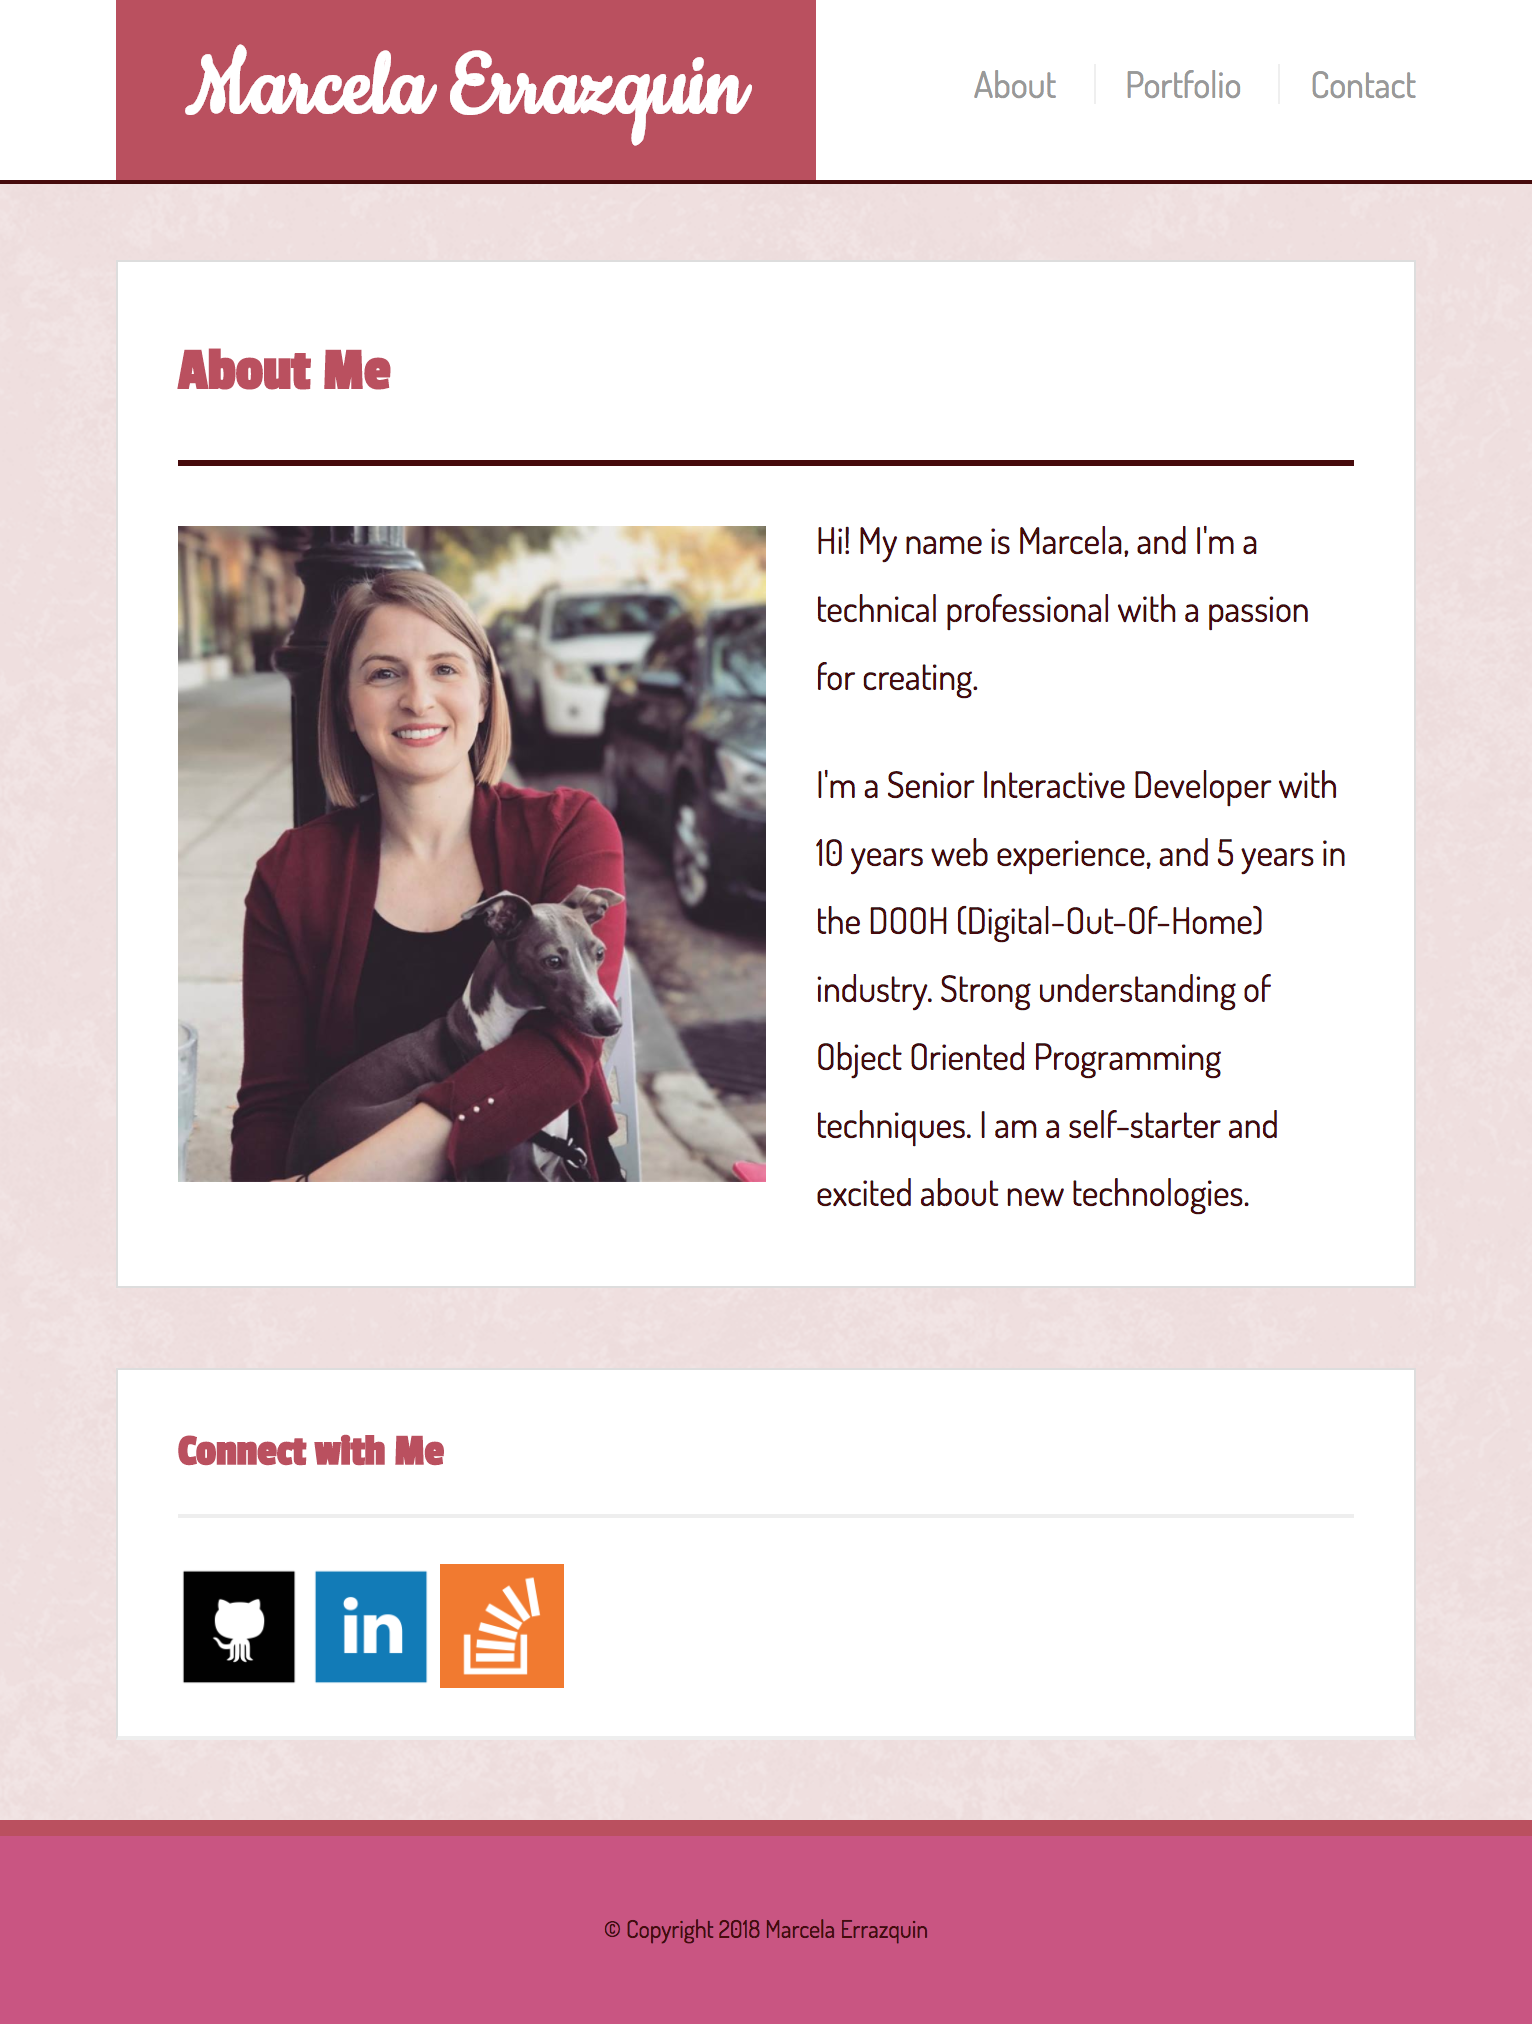 Marcela Errazquin
About
Portfolio
Contact
About Me
Hi! My name is Marcela, and I'm a
technical professional with a passion
for creating.
I'm a Senior Interactive Developer with
10 years web experience, and 5 years in
the DOOH (Digital-Out-Of-Home)
industry. Strong understanding of
Object Oriented Programming
techniques. I am a self-starter and
excited about new technologies.
Connect with Me
in
© Copyright 2018 Marcela Errazquin